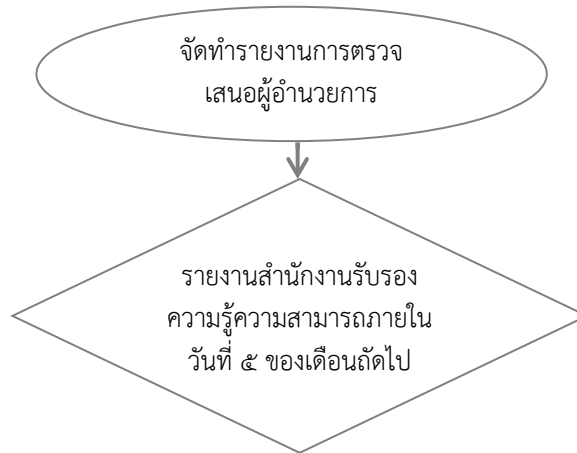 จัดทำรายงานการตรวจ
เสนอผู้อำนวยการ
รายงานสำนักงานรับรอง
ความรู้ความสามารถภายใน
วันที่ ๕ ของเดือนถัดไป